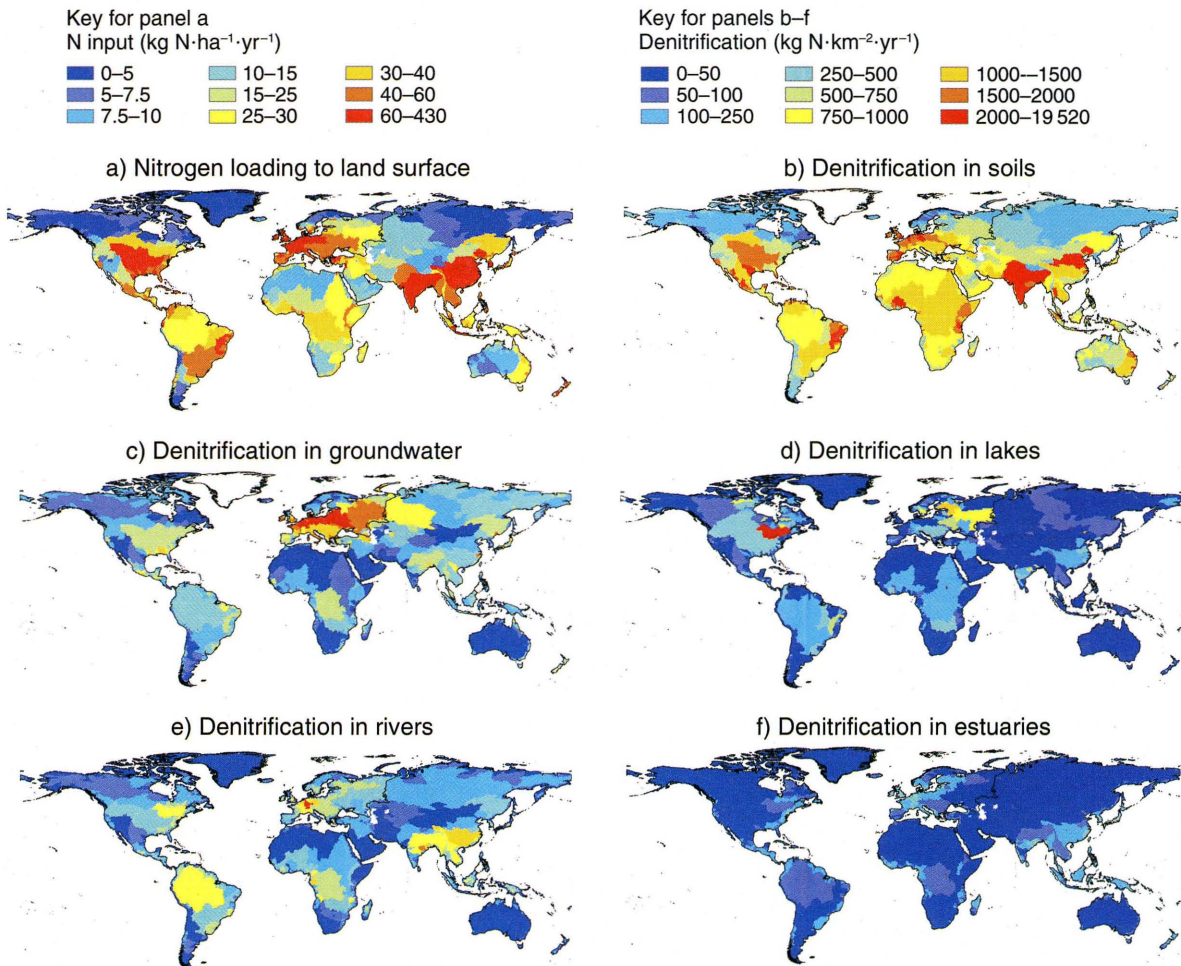 Key for panel a
N input (kg N·ha⁻¹·yr⁻¹)
0–5
10–15
30–40
5–7.5
15–25
40–60
7.5–10
25–30
60–430
Key for panels b–f
Denitrification (kg N·km⁻²·yr⁻¹)
0–50
250–500
1000-–1500
50–100
500–750
1500–2000
100–250
750–1000
2000–19 520
a) Nitrogen loading to land surface
b) Denitrification in soils
c) Denitrification in groundwater
d) Denitrification in lakes
e) Denitrification in rivers
f) Denitrification in estuaries